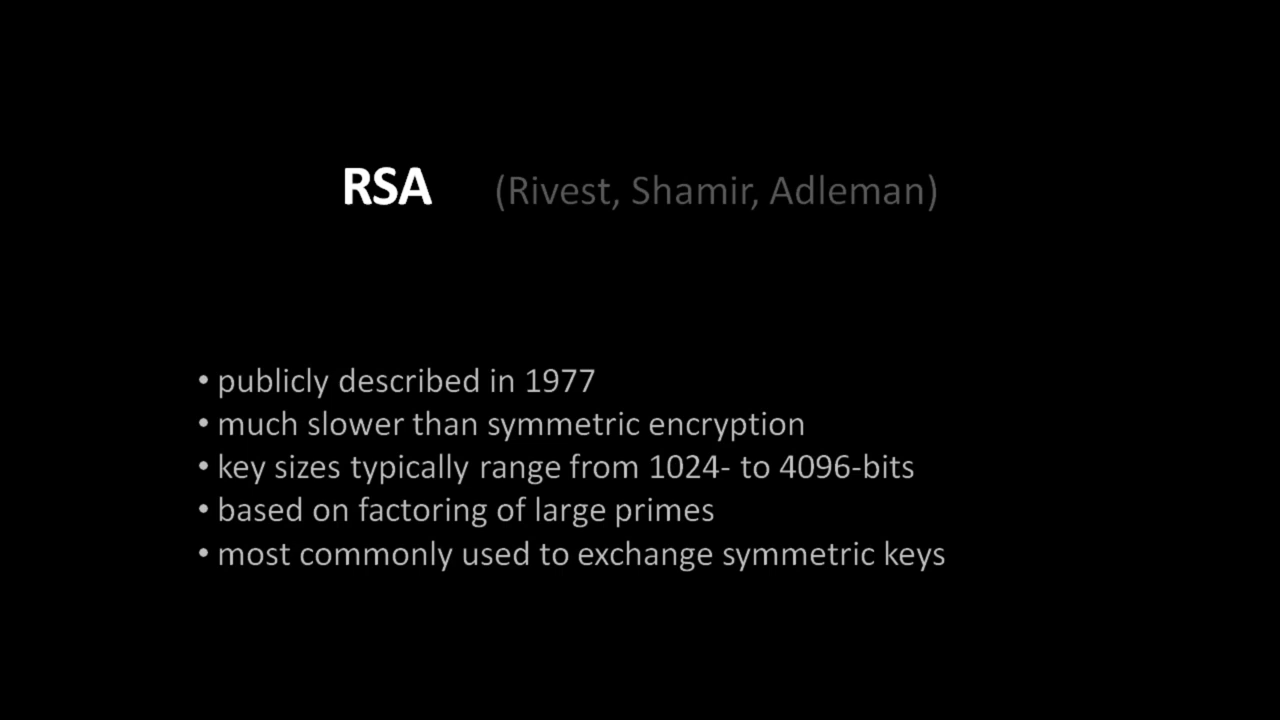 RSA (Rivest, Shamir, Adleman)
• publicly described in 1977
• much slower than symmetric encryption
• key sizes typically range from 1024- to 4096-bits
• based on factoring of large primes
• most commonly used to exchange symmetric keys